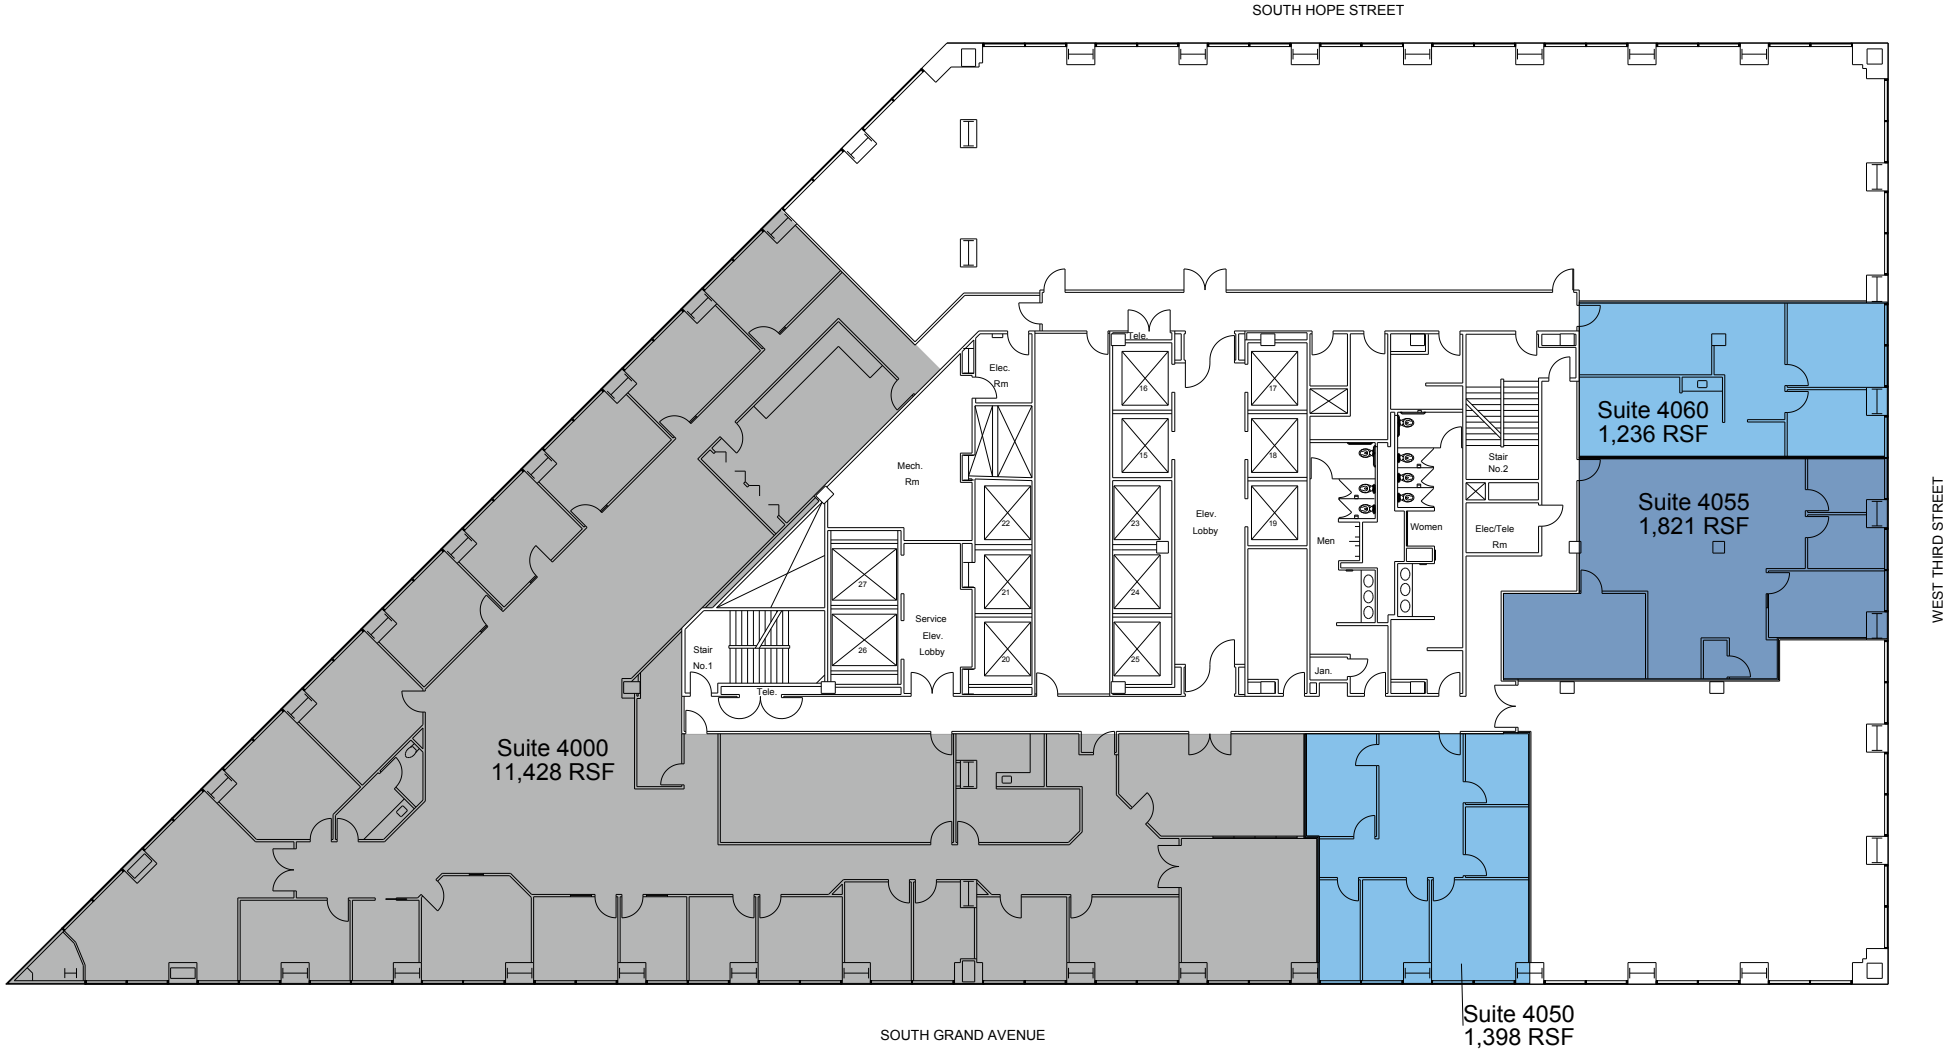 SOUTH HOPE STREET
Tele.
Elec.
Rm
16
17
Suite 4060
1,236 RSF
15
18
Stair
No.2
Mech.
Rm
22
23
Elev.
Lobby
19
Men
Women
Elec/Tele
Rm
Suite 4055
1,821 RSF
WEST THIRD STREET
27
21
24
Service
Elev.
Lobby
26
20
25
Stair
No.1
Jan.
Tele.
Suite 4000
11,428 RSF
Suite 4050
1,398 RSF
SOUTH GRAND AVENUE